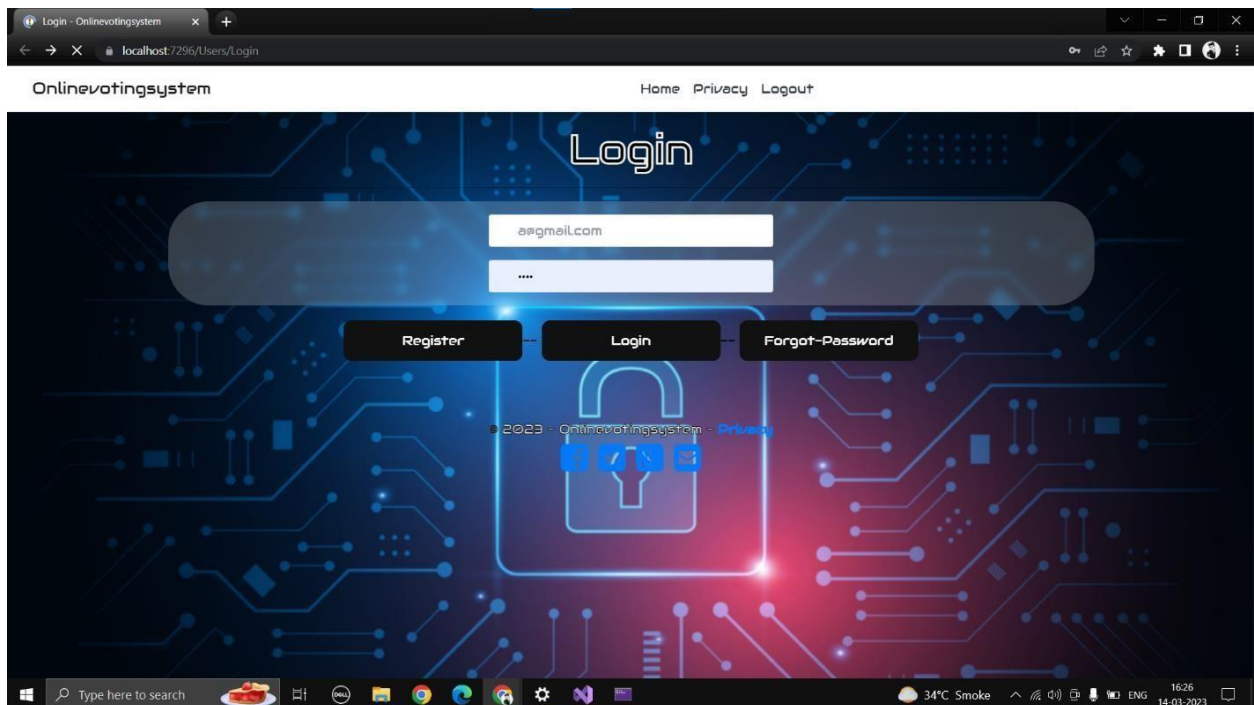 Login - Onlinevotingsystem
localhost:7296/Users/Login
Onlinevotingsystem
Home Privacy Logout
Login
a@gmail.com
••••
Register -- Login -- Forgot-Password
© 2023 - Onlinevotingsystem - Privacy
Type here to search
DELL
34°C Smoke
ENG
16:26
14-03-2023